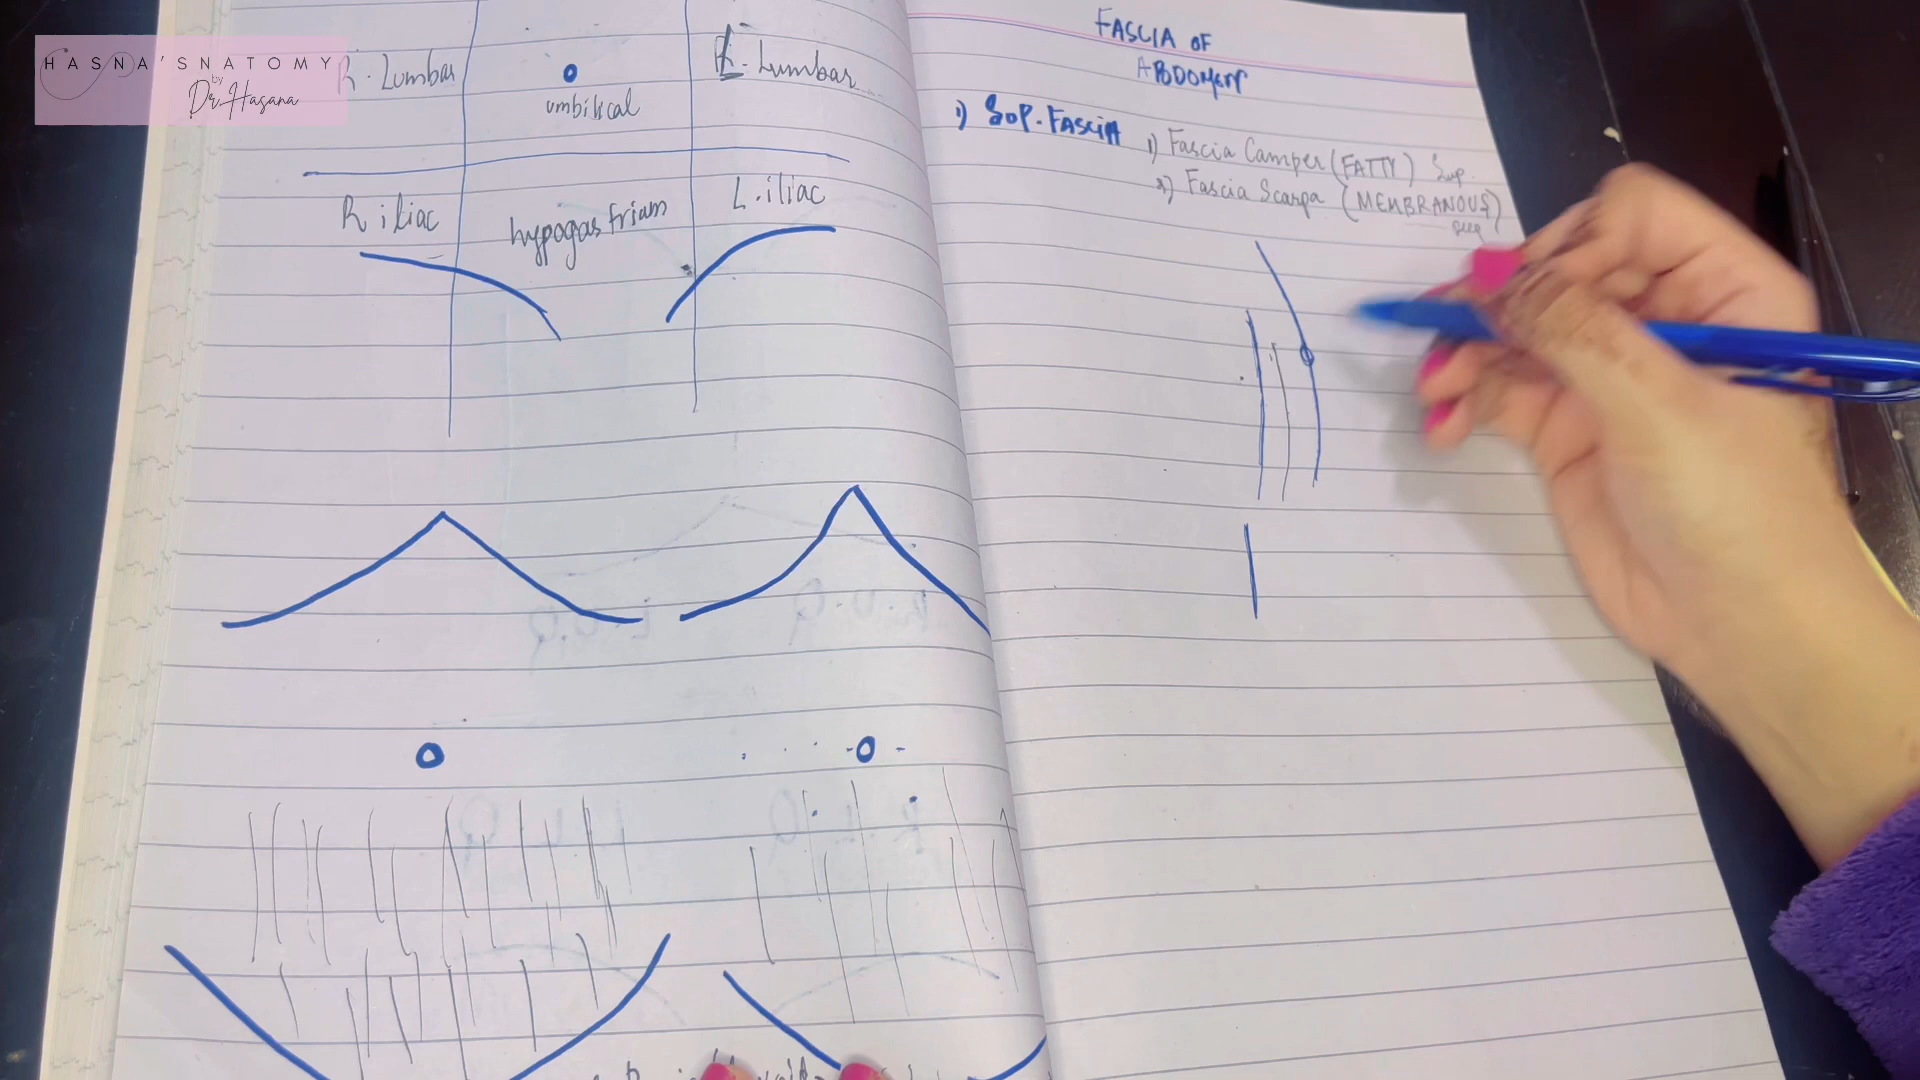 HASNA'SNATOMY
by
Dr.Hasana
R. Lumbar
umbilical
L. Lumbar
R iliac
hypogastrium
L. iliac
FASCIA OF
ABDOMEN
1) SUP. FASCIA
1) Fascia Camper (FATTY) Sup.
2) Fascia Scarpa (MEMBRANOUS)
deep